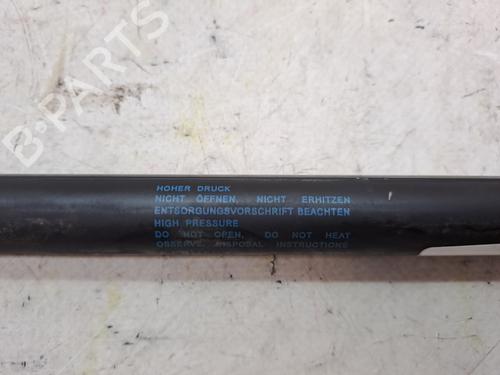 B-PARTS
HOHER DRUCK
NICHT ÖFFNEN, NICHT ERHITZEN
ENTSORGUNGSVORSCHRIFT BEACHTEN
HIGH PRESSURE
DO NOT OPEN, DO NOT HEAT
OBSERVE DISPOSAL INSTRUCTIONS